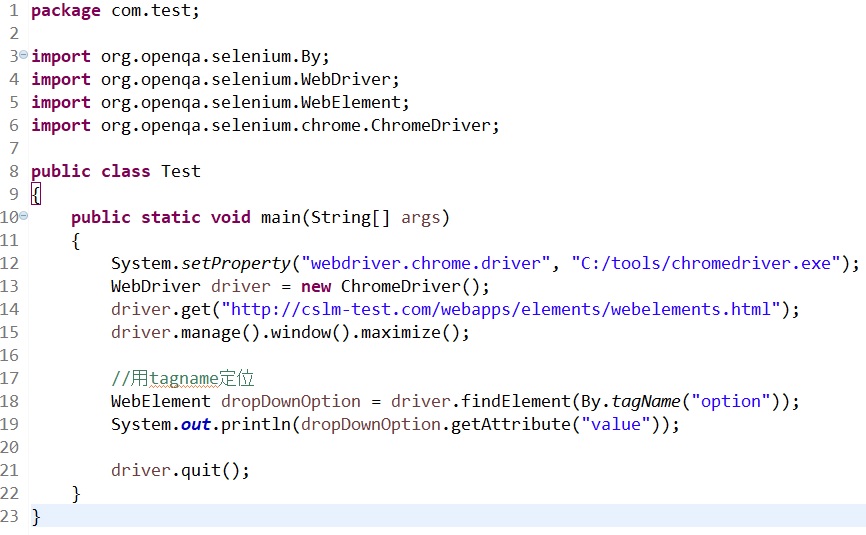 1 package com.test;
2
3 import org.openqa.selenium.By;
4 import org.openqa.selenium.WebDriver;
5 import org.openqa.selenium.WebElement;
6 import org.openqa.selenium.chrome.ChromeDriver;
7
8 public class Test
9 {
10 public static void main(String[] args)
11 {
12 System.setProperty("webdriver.chrome.driver", "C:/tools/chromedriver.exe");
13 WebDriver driver = new ChromeDriver();
14 driver.get("http://cslm-test.com/webapps/elements/webelements.html");
15 driver.manage().window().maximize();
16
17 //用tagname定位
18 WebElement dropDownOption = driver.findElement(By.tagName("option"));
19 System.out.println(dropDownOption.getAttribute("value"));
20
21 driver.quit();
22 }
23 }